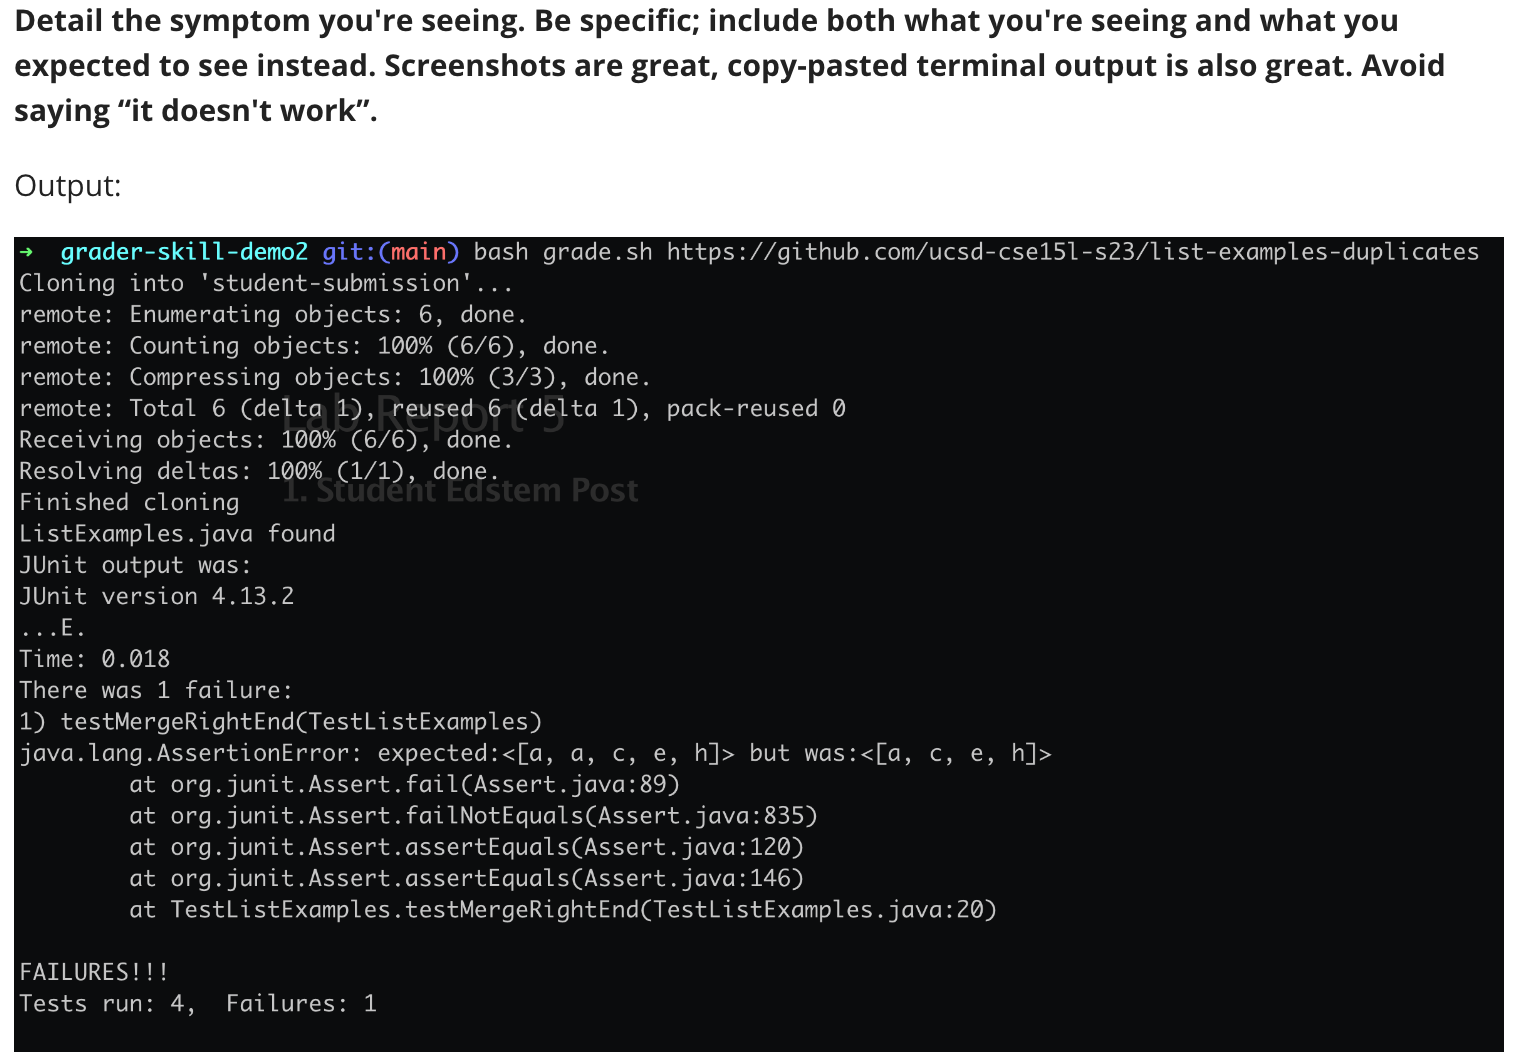 Detail the symptom you're seeing. Be specific; include both what you're seeing and what you
expected to see instead. Screenshots are great, copy-pasted terminal output is also great. Avoid
saying “it doesn't work”.
Output:
→ grader-skill-demo2 git:(main) bash grade.sh https://github.com/ucsd-cse15l-s23/list-examples-duplicates
Cloning into 'student-submission'...
remote: Enumerating objects: 6, done.
remote: Counting objects: 100% (6/6), done.
remote: Compressing objects: 100% (3/3), done.
remote: Total 6 (delta 1), reused 6 (delta 1), pack-reused 0
Lab Report 5
Receiving objects: 100% (6/6), done.
Resolving deltas: 100% (1/1), done.
1. Student Edstem Post
Finished cloning
ListExamples.java found
JUnit output was:
JUnit version 4.13.2
...E.
Time: 0.018
There was 1 failure:
1) testMergeRightEnd(TestListExamples)
java.lang.AssertionError: expected:<[a, a, c, e, h]> but was:<[a, c, e, h]>
        at org.junit.Assert.fail(Assert.java:89)
        at org.junit.Assert.failNotEquals(Assert.java:835)
        at org.junit.Assert.assertEquals(Assert.java:120)
        at org.junit.Assert.assertEquals(Assert.java:146)
        at TestListExamples.testMergeRightEnd(TestListExamples.java:20)
FAILURES!!!
Tests run: 4,  Failures: 1